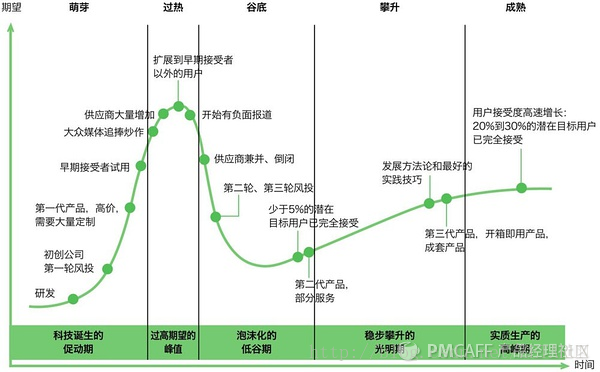 期望
萌芽
过热
谷底
攀升
成熟
扩展到早期接受者
以外的用户
供应商大量增加
开始有负面报道
大众媒体追捧炒作
用户接受度高速增长:
20%到30%的潜在目标用户
已完全接受
早期接受者试用
供应商兼并、倒闭
发展方法论和最好的
实践技巧
第一代产品,高价,
需要大量定制
第二轮、第三轮风投
少于5%的潜在
目标用户已完全接受
第三代产品,开箱即用产品,
成套产品
初创公司
第一轮风投
第二代产品,
部分服务
研发
科技诞生的
促动期
过高期望的
峰值
泡沫化的
低谷期
稳步攀升的
光明期
实质生产的
时间
PMCAFF